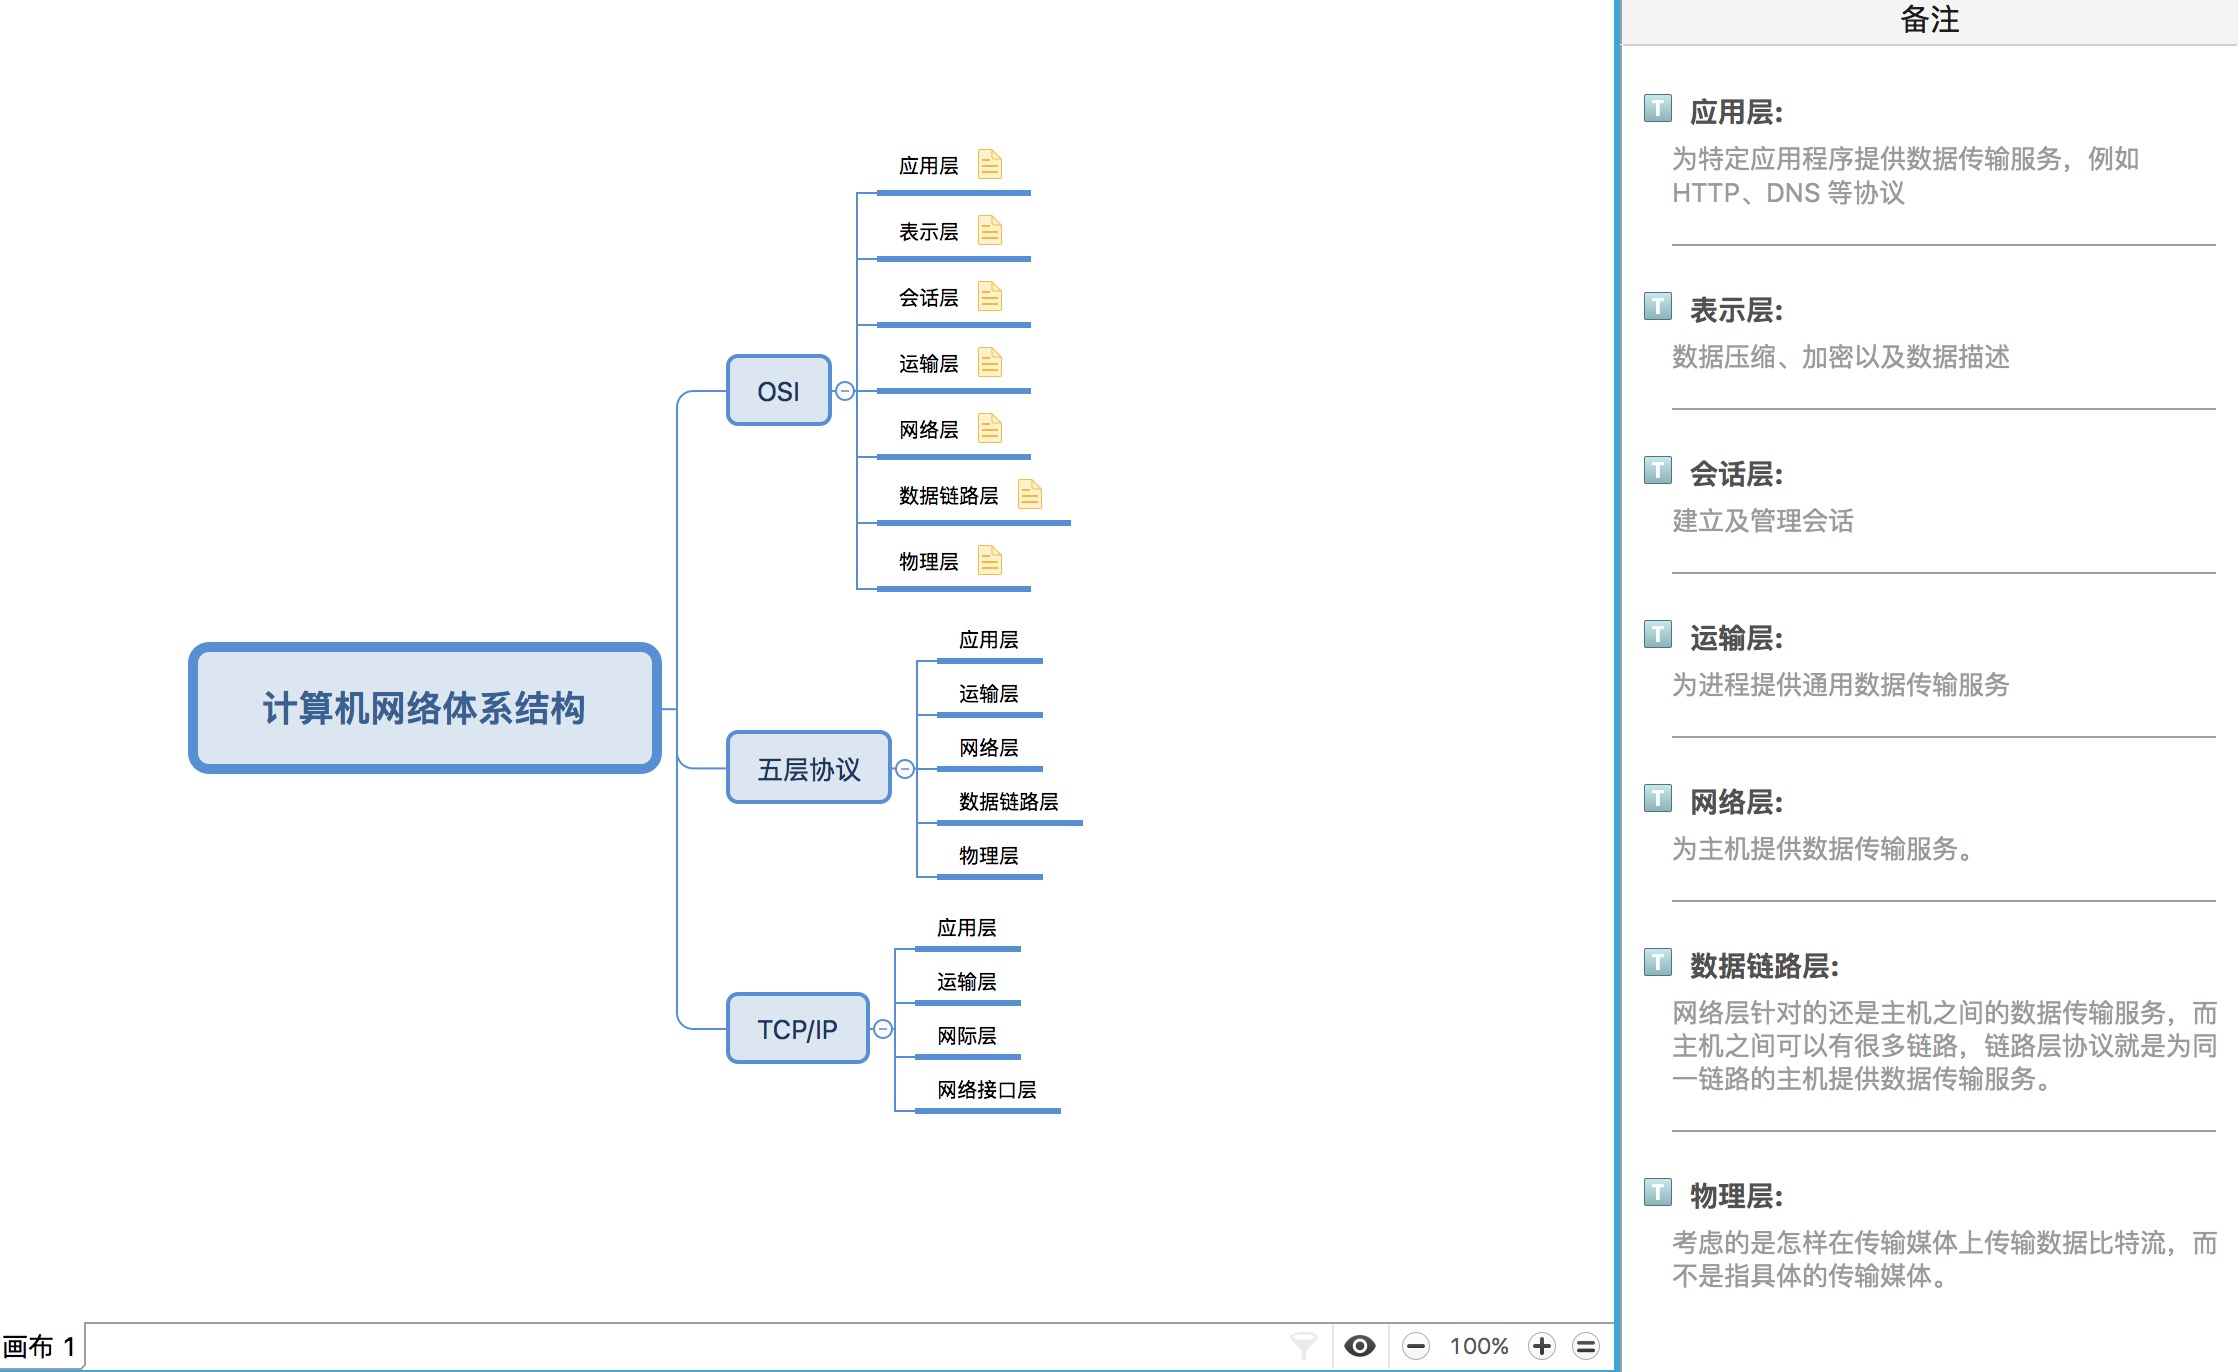 计算机网络体系结构
OSI
应用层
表示层
会话层
运输层
网络层
数据链路层
物理层
五层协议
应用层
运输层
网络层
数据链路层
物理层
TCP/IP
应用层
运输层
网际层
网络接口层
画布 1
100%
备注
T 应用层:
为特定应用程序提供数据传输服务，例如
HTTP、DNS 等协议
T 表示层:
数据压缩、加密以及数据描述
T 会话层:
建立及管理会话
T 运输层:
为进程提供通用数据传输服务
T 网络层:
为主机提供数据传输服务。
T 数据链路层:
网络层针对的还是主机之间的数据传输服务，而
主机之间可以有很多链路，链路层协议就是为同
一链路的主机提供数据传输服务。
T 物理层:
考虑的是怎样在传输媒体上传输数据比特流，而
不是指具体的传输媒体。